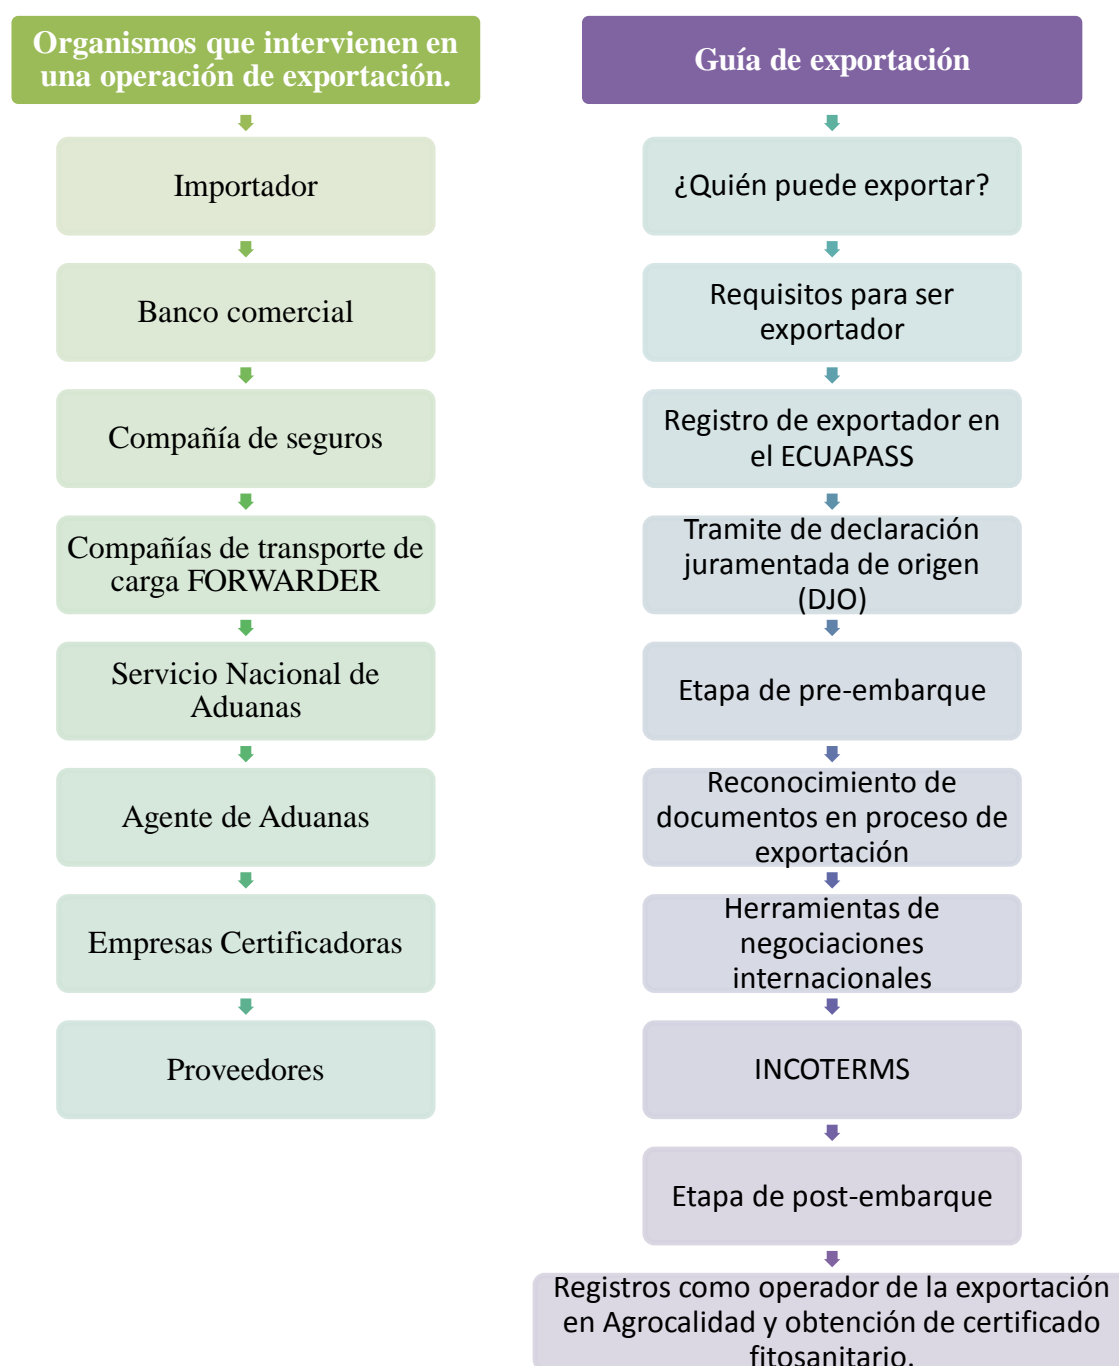 Organismos que intervienen en
una operación de exportación.
Importador
Banco comercial
Compañía de seguros
Compañías de transporte de
carga FORWARDER
Servicio Nacional de
Aduanas
Agente de Aduanas
Empresas Certificadoras
Proveedores
Guía de exportación
¿Quién puede exportar?
Requisitos para ser
exportador
Registro de exportador en
el ECUAPASS
Tramite de declaración
juramentada de origen
(DJO)
Etapa de pre-embarque
Reconocimiento de
documentos en proceso de
exportación
Herramientas de
negociaciones
internacionales
INCOTERMS
Etapa de post-embarque
Registros como operador de la exportación
en Agrocalidad y obtención de certificado
fitosanitario.